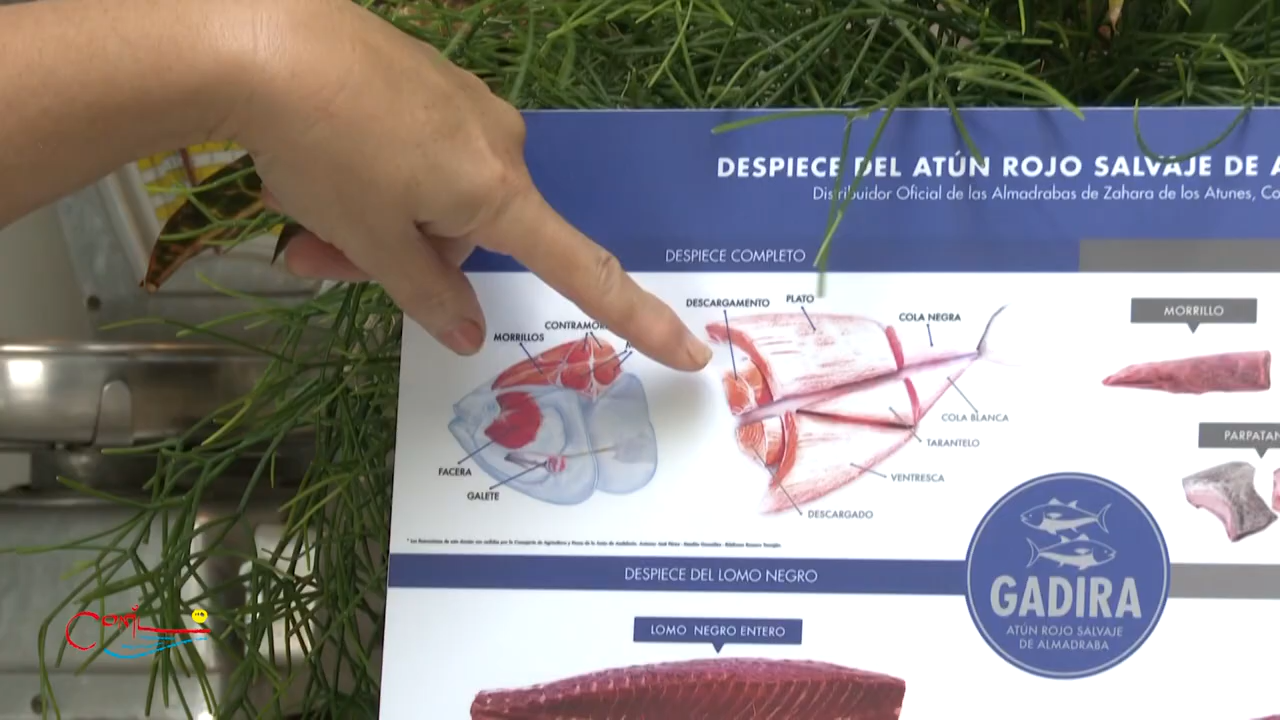 DESPIECE DEL ATÚN ROJO SALVAJE DE
Distribuidor Oficial de las Almadrabas de Zahara de los Atunes,
DESPIECE COMPLETO
DESCARGAMENTO
PLATO
MORRILLO
COLA NEGRA
MORRILLOS
COLA BLANCA
TARANTELO
FACERA
VENTRESCA
GALETE
DESCARGADO
DESPIECE DEL LOMO NEGRO
GADIRA
ATÚN ROJO SALVAJE
DE ALMADRABA
LOMO NEGRO ENTERO
Conil